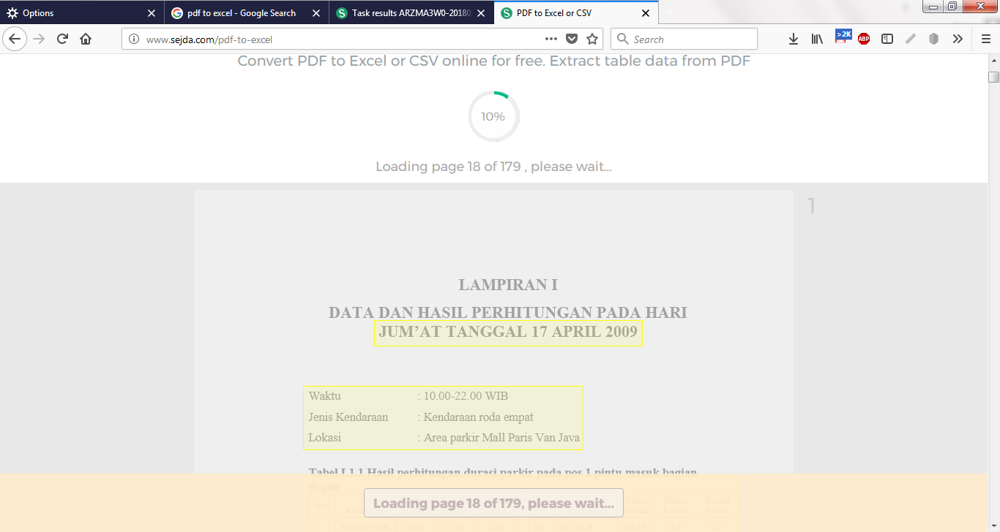 Options
pdf to excel - Google Search
Task results ARZMA3W0-20180
PDF to Excel or CSV
www.sejda.com/pdf-to-excel
Search
>2K
ABP
Convert PDF to Excel or CSV online for free. Extract table data from PDF
10%
Loading page 18 of 179 , please wait...
1
LAMPIRAN I
DATA DAN HASIL PERHITUNGAN PADA HARI
JUM’AT TANGGAL 17 APRIL 2009
Waktu : 10.00-22.00 WIB
Jenis Kendaraan : Kendaraan roda empat
Lokasi : Area parkir Mall Paris Van Java
Tabel I.1.1 Hasil perhitungan durasi parkir pada pos 1 pintu masuk bagian
depan
Loading page 18 of 179, please wait...